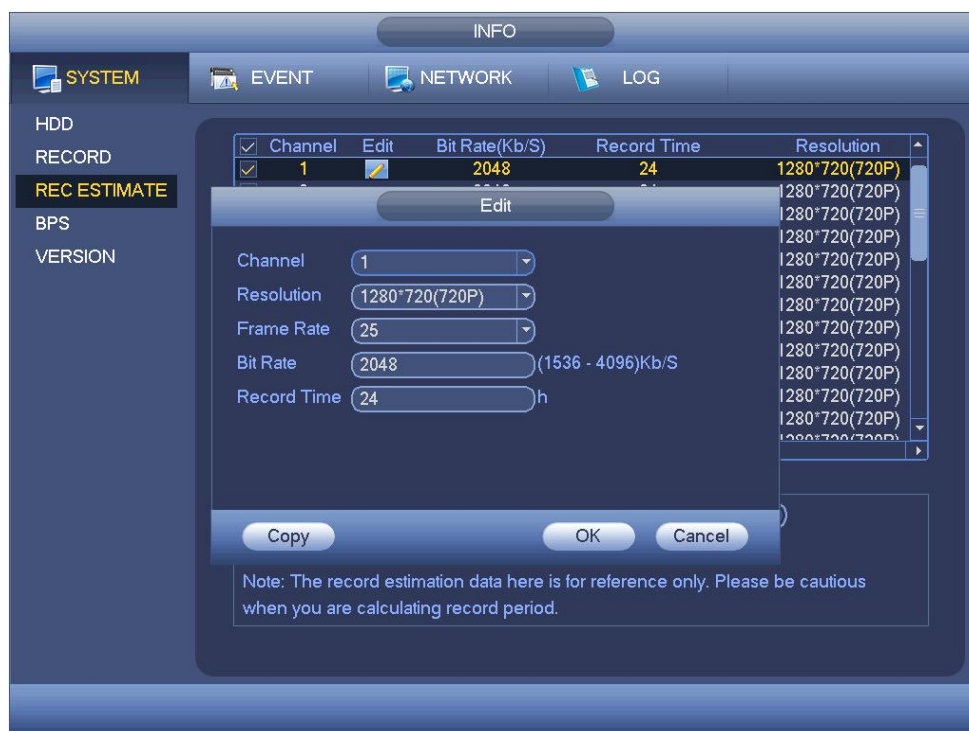 INFO
SYSTEM EVENT NETWORK LOG
HDD
RECORD
REC ESTIMATE
BPS
VERSION
Channel Edit Bit Rate(Kb/S) Record Time Resolution
1 2048 24 1280*720(720P)
1280*720(720P)
Edit
1280*720(720P)
1280*720(720P)
Channel 1 1280*720(720P)
1280*720(720P)
Resolution 1280*720(720P) 1280*720(720P)
Frame Rate 25 1280*720(720P)
1280*720(720P)
Bit Rate 2048 (1536 - 4096)Kb/S 1280*720(720P)
Record Time 24 h 1280*720(720P)
1280*720(720P)
1280*720(720P)
Copy OK Cancel )
Note: The record estimation data here is for reference only. Please be cautious
when you are calculating record period.